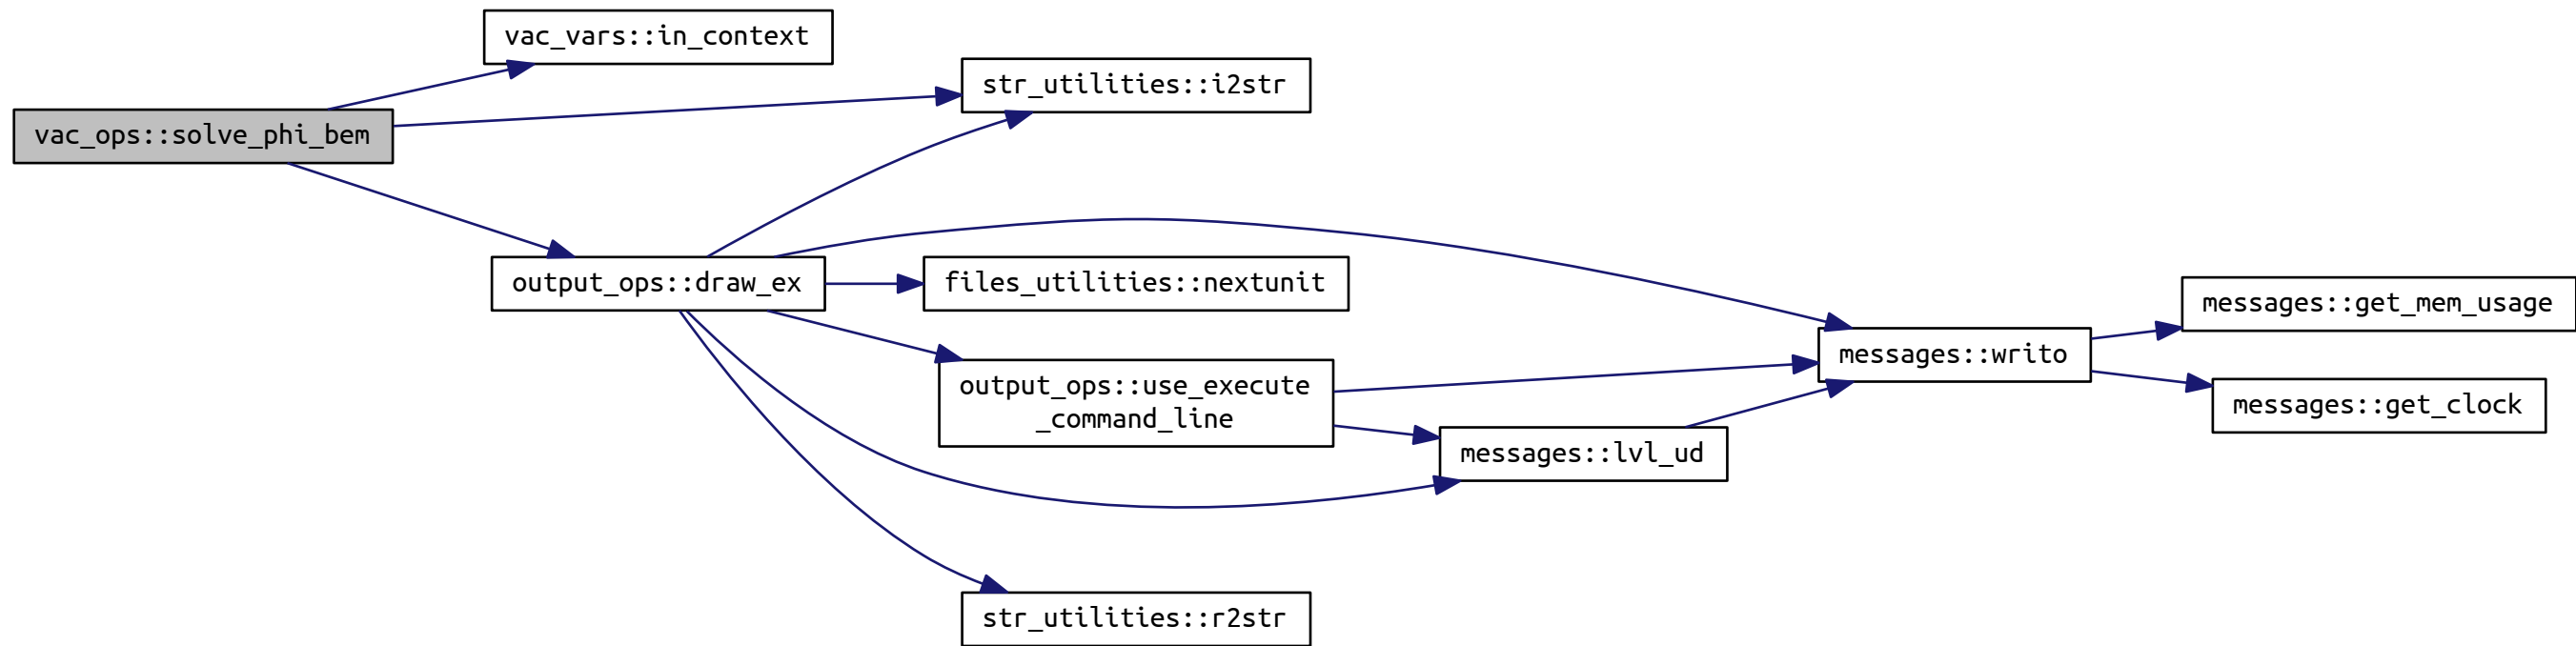 vac_vars::in_context
str_utilities::i2str
vac_ops::solve_phi_bem
output_ops::draw_ex
files_utilities::nextunit
messages::get_mem_usage
messages::writo
output_ops::use_execute
_command_line
messages::get_clock
messages::lvl_ud
str_utilities::r2str